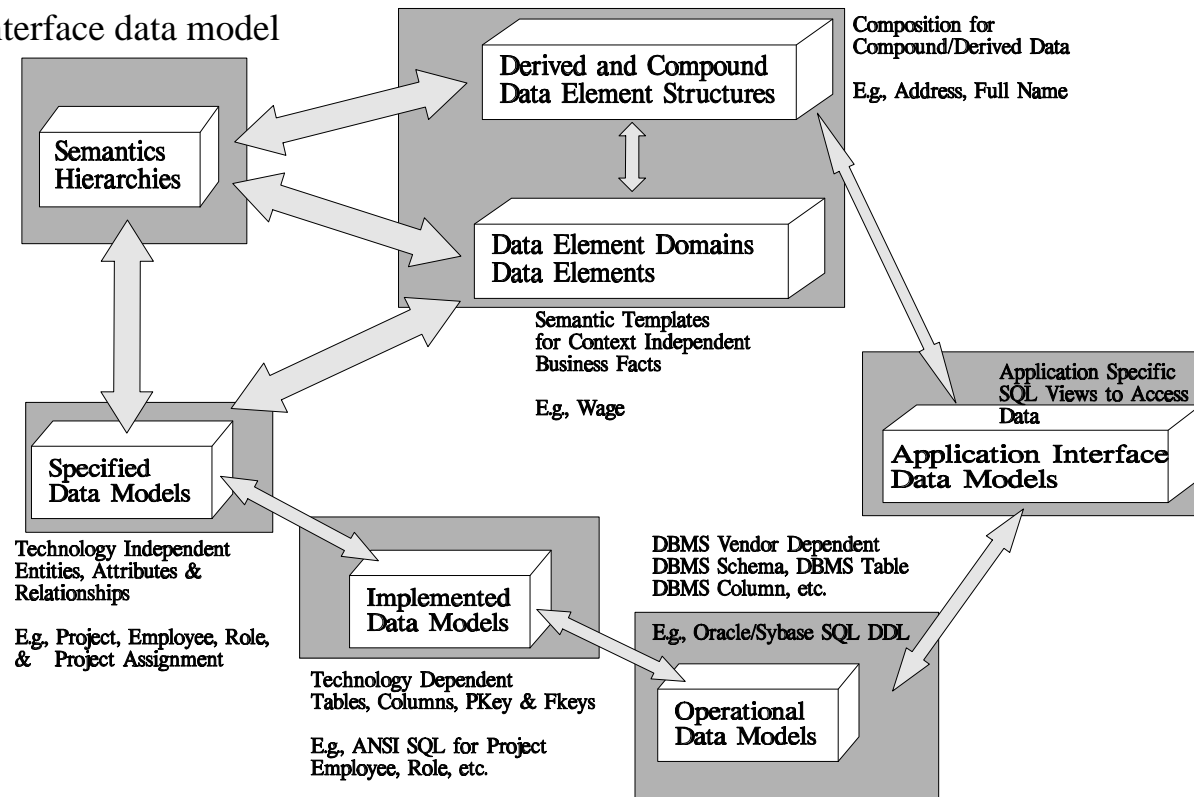 nterface data model
Composition for
Compound/Derived Data
E.g., Address, Full Name
Derived and Compound
Data Element Structures
Semantics
Hierarchies
Data Element Domains
Data Elements
Semantic Templates
for Context Independent
Business Facts
E.g., Wage
Application Specific
SQL Views to Access
Data
Application Interface
Data Models
Specified
Data Models
Technology Independent
Entities, Attributes &
Relationships
E.g., Project, Employee, Role,
& Project Assignment
Implemented
Data Models
Technology Dependent
Tables, Columns, PKey & Fkeys
E.g., ANSI SQL for Project
Employee, Role, etc.
DBMS Vendor Dependent
DBMS Schema, DBMS Table
DBMS Column, etc.
E.g., Oracle/Sybase SQL DDL
Operational
Data Models